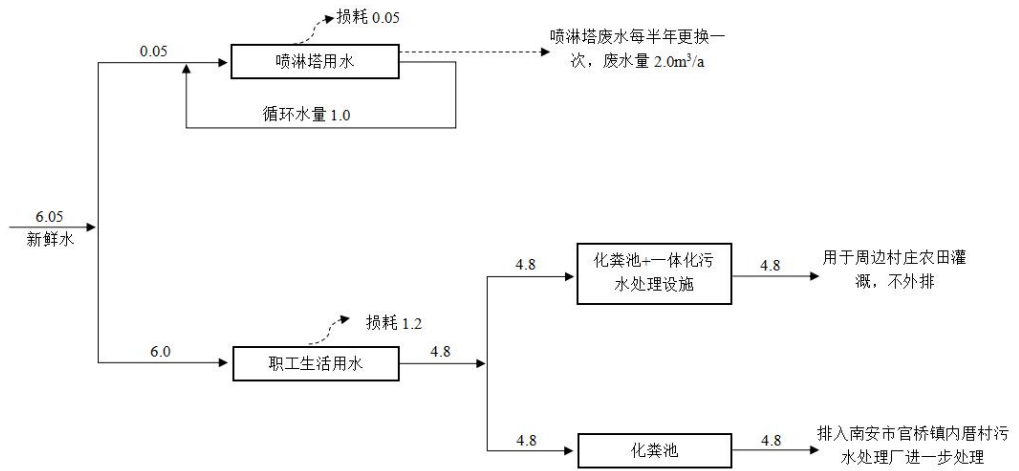 损耗 0.05
0.05
喷淋塔用水
喷淋塔废水每半年更换一
次，废水量 2.0m³/a
循环水量 1.0
6.05
新鲜水
4.8
化粪池+一体化污
水处理设施
4.8
用于周边村庄农田灌
溉，不外排
损耗 1.2
6.0
职工生活用水
4.8
4.8
化粪池
4.8
排入南安市官桥镇内厝村污
水处理厂进一步处理